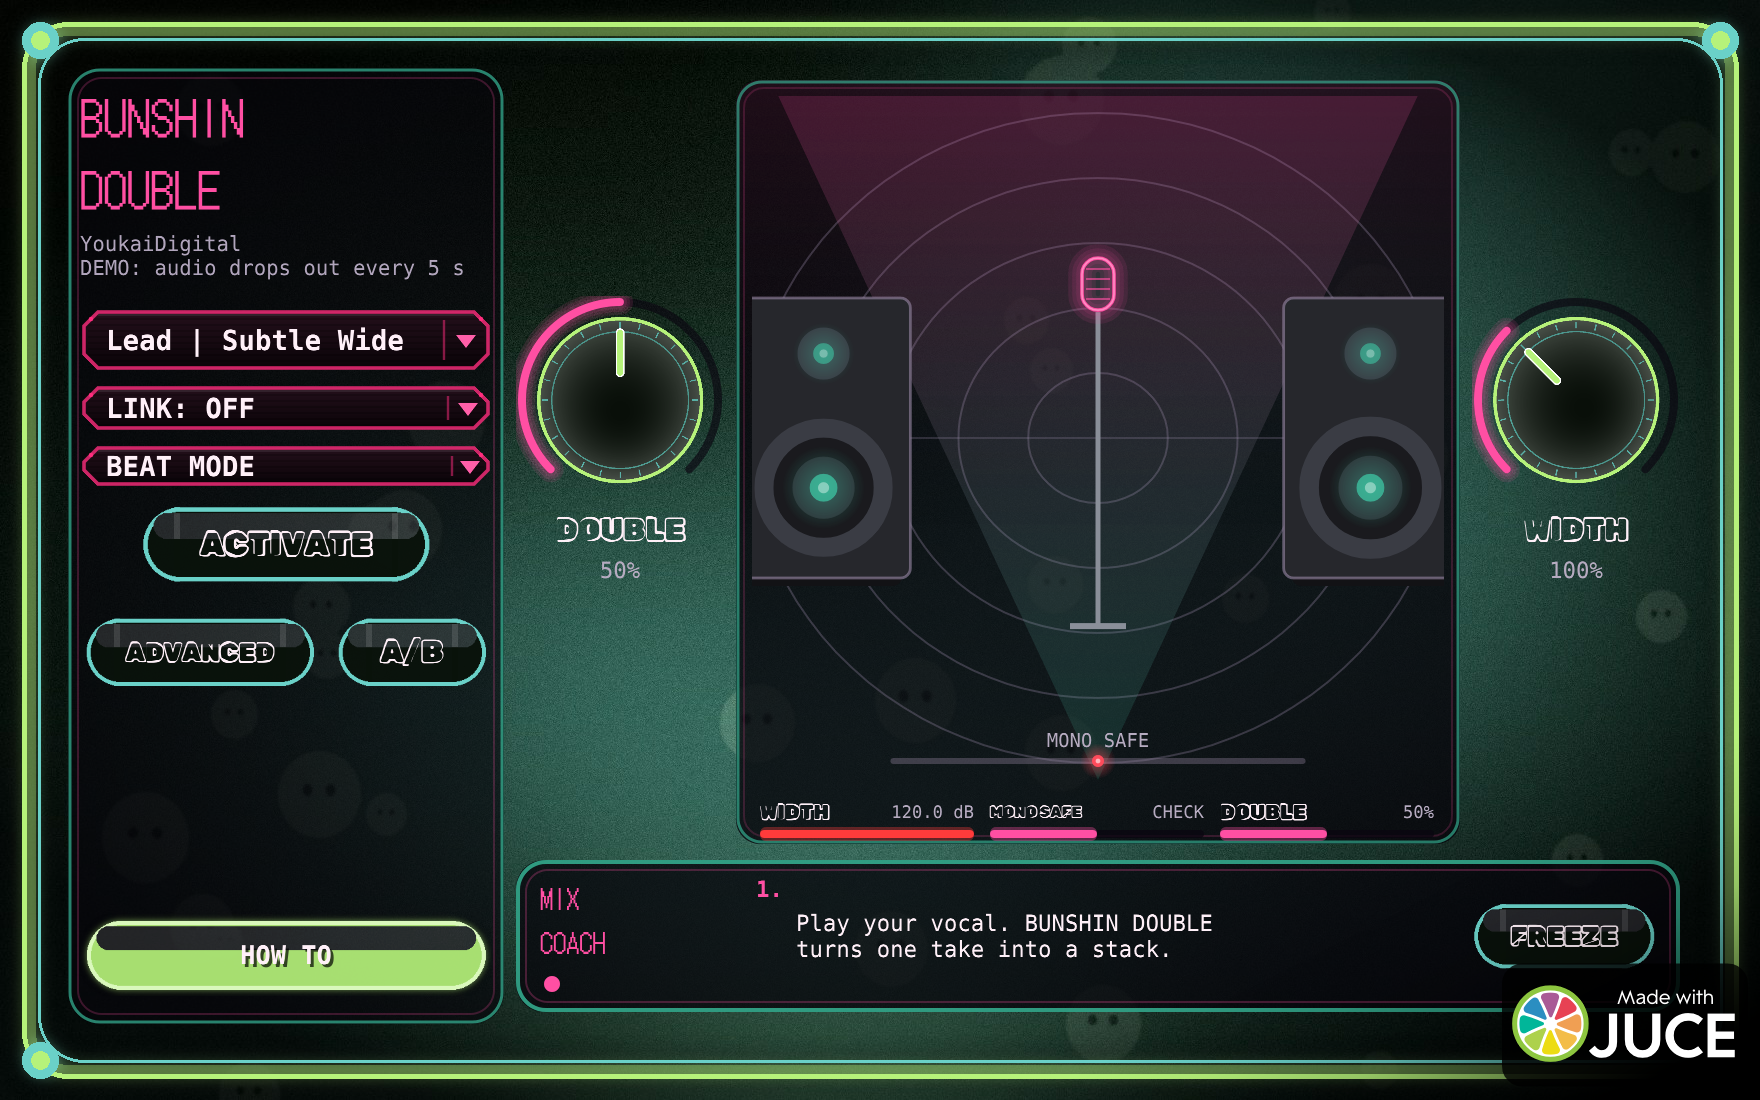 BUNSHIN
DOUBLE
YoukaiDigital
DEMO: audio drops out every 5 s
Lead | Subtle Wide
LINK: OFF
BEAT MODE
ACTIVATE
ADVANCED
A/B
HOW TO
DOUBLE
50%
MONO SAFE
WIDTH 120.0 dB
MONO SAFE CHECK
DOUBLE 50%
WIDTH
100%
MIX
COACH
1.
Play your vocal. BUNSHIN DOUBLE
turns one take into a stack.
FREEZE
Made with
JUCE